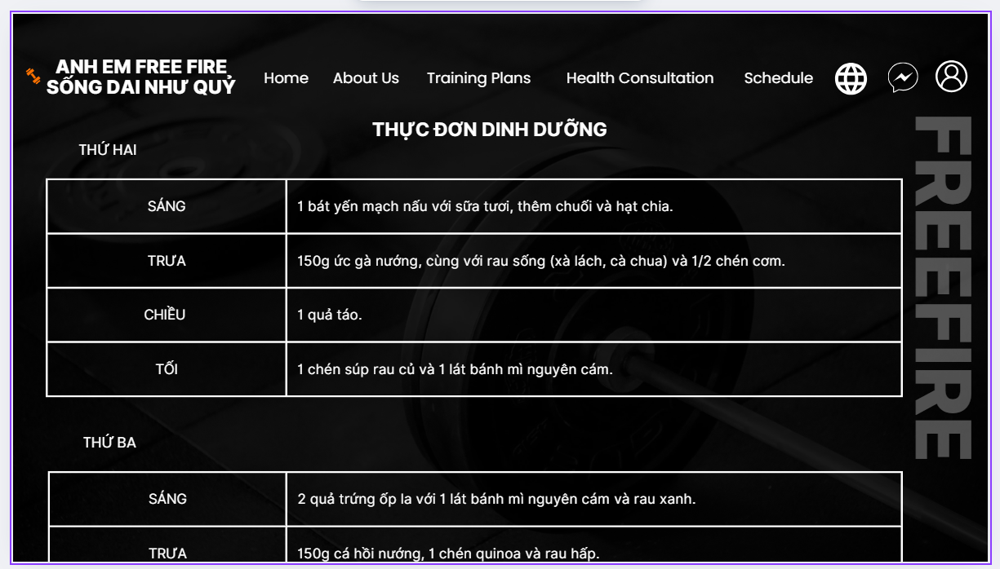 ANH EM FREE FIRE
SỐNG DAI NHƯ QUỶ
Home About Us Training Plans Health Consultation Schedule
THỰC ĐƠN DINH DƯỠNG
THỨ HAI
SÁNG 1 bát yến mạch nấu với sữa tươi, thêm chuối và hạt chia.
TRƯA 150g ức gà nướng, cùng với rau sống (xà lách, cà chua) và 1/2 chén cơm.
CHIỀU 1 quả táo.
TỐI 1 chén súp rau củ và 1 lát bánh mì nguyên cám.
THỨ BA
SÁNG 2 quả trứng ốp la với 1 lát bánh mì nguyên cám và rau xanh.
TRƯA 150g cá hồi nướng, 1 chén quinoa và rau hấp.
FREEFIRE